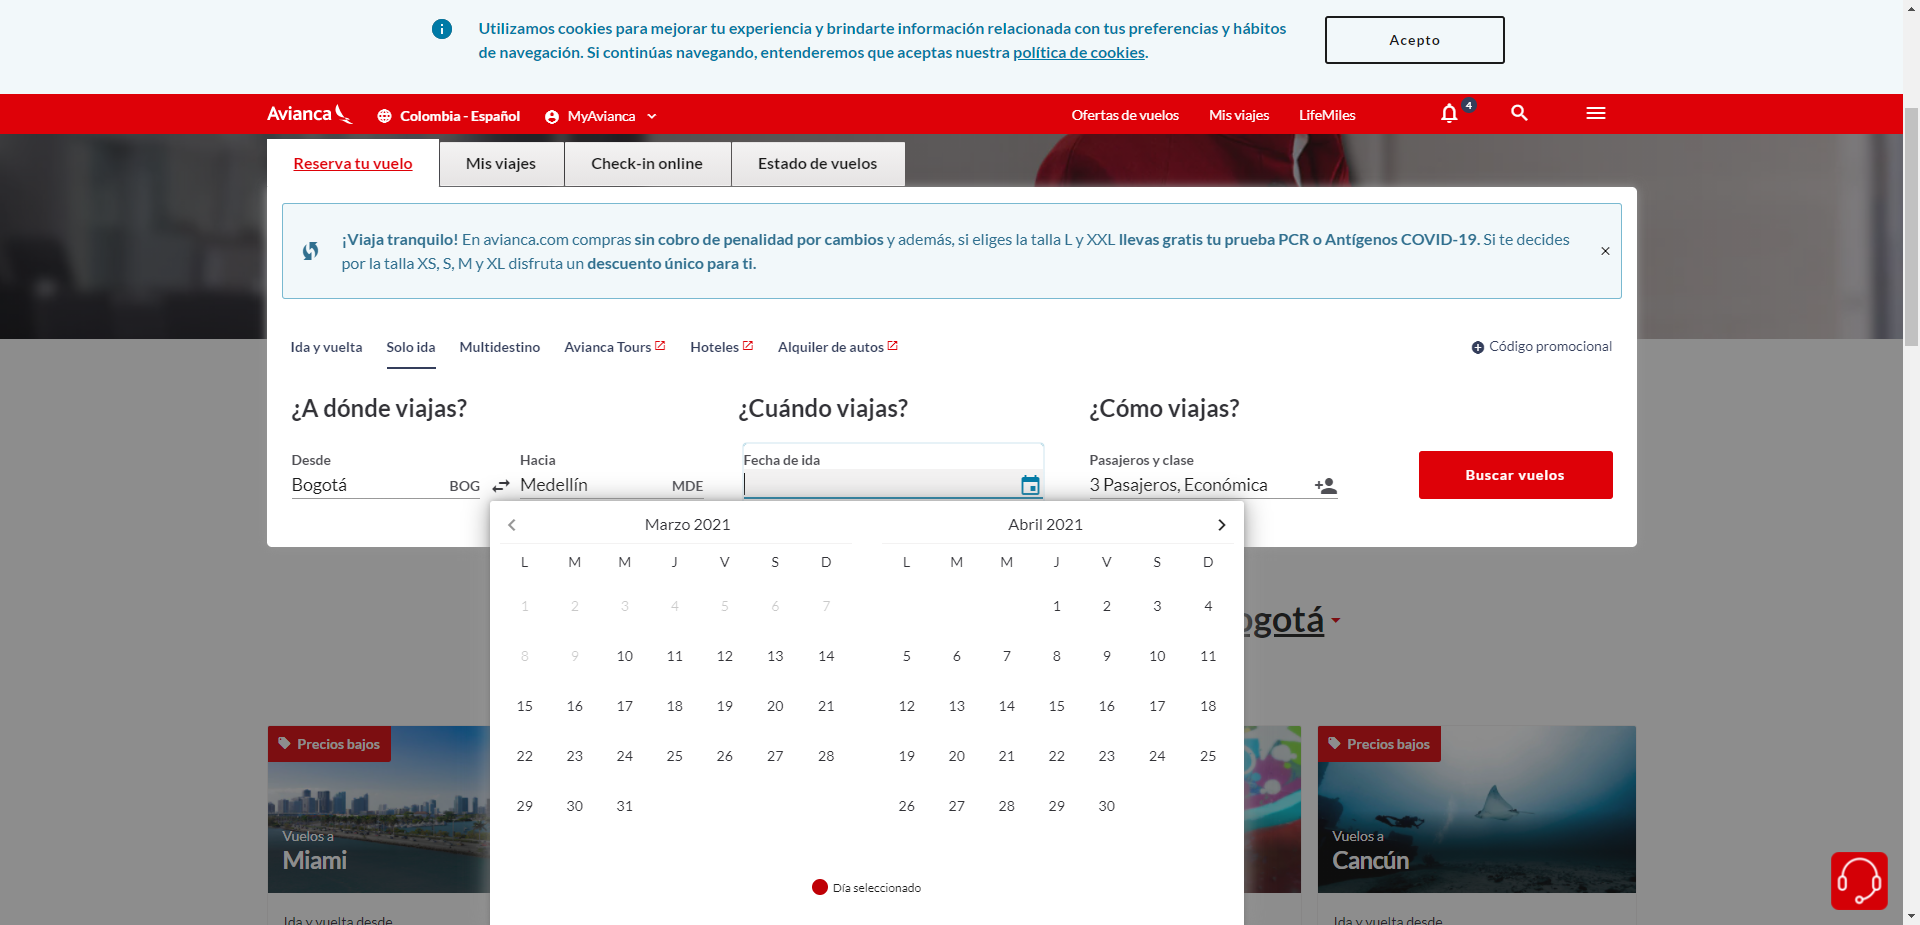 Utilizamos cookies para mejorar tu experiencia y brindarte información relacionada con tus preferencias y hábitos
de navegación. Si continúas navegando, entenderemos que aceptas nuestra política de cookies.
Acepto
Avianca
Colombia - Español
MyAvianca
Ofertas de vuelos
Mis viajes
LifeMiles
4
Reserva tu vuelo
Mis viajes
Check-in online
Estado de vuelos
¡Viaja tranquilo! En avianca.com compras sin cobro de penalidad por cambios y además, si eliges la talla L y XXL llevas gratis tu prueba PCR o Antígenos COVID-19. Si te decides
por la talla XS, S, M y XL disfruta un descuento único para ti.
Ida y vuelta
Solo ida
Multidestino
Avianca Tours
Hoteles
Alquiler de autos
Código promocional
¿A dónde viajas?
¿Cuándo viajas?
¿Cómo viajas?
Desde
Bogotá BOG
Hacia
Medellín MDE
Fecha de ida
Pasajeros y clase
3 Pasajeros, Económica
Buscar vuelos
Marzo 2021
L M M J V S D
1 2 3 4 5 6 7
8 9 10 11 12 13 14
15 16 17 18 19 20 21
22 23 24 25 26 27 28
29 30 31
Abril 2021
L M M J V S D
1 2 3 4
5 6 7 8 9 10 11
12 13 14 15 16 17 18
19 20 21 22 23 24 25
26 27 28 29 30
Día seleccionado
ogotá
Precios bajos
Vuelos a
Miami
Ida y vuelta desde
Precios bajos
Vuelos a
Cancún
Ida y vuelta desde